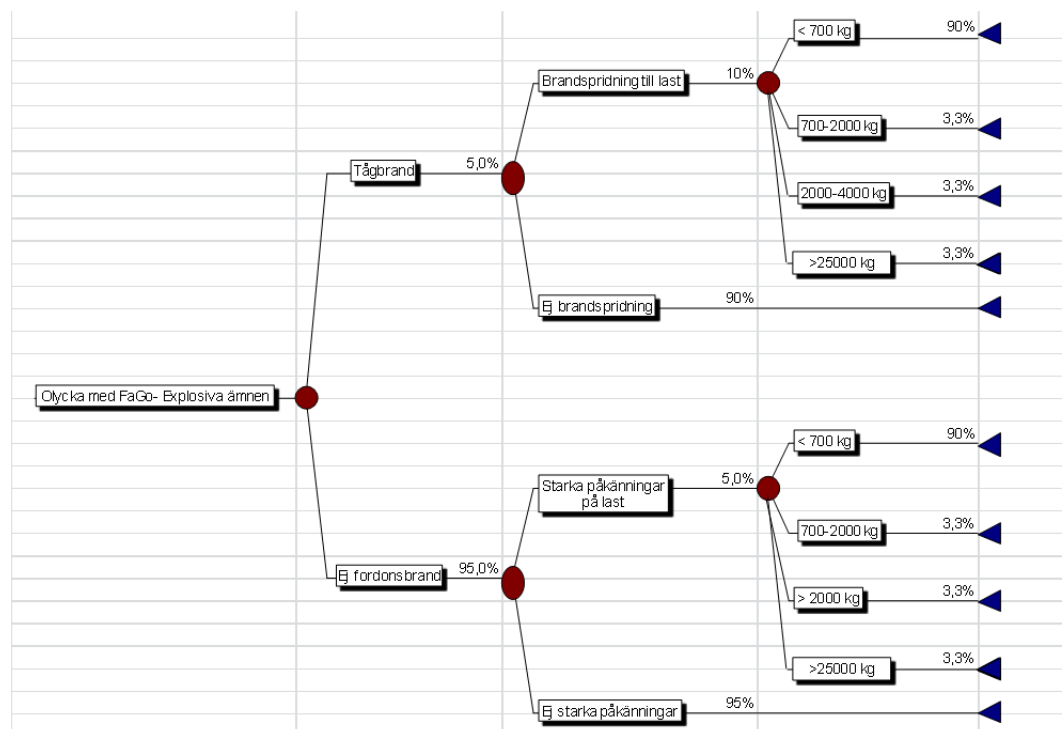 < 700 kg
90%
Brandspridning till last
10%
700-2000 kg
3,3%
Tågbrand
5,0%
2000-4000 kg
3,3%
>25000 kg
3,3%
Ej brandspridning
90%
Olycka med FaGo- Explosiva ämnen
< 700 kg
90%
Starka påkänningar
på last
5,0%
700-2000 kg
3,3%
Ej fordonsbrand
95,0%
> 2000 kg
3,3%
>25000 kg
3,3%
Ej starka påkänningar
95%